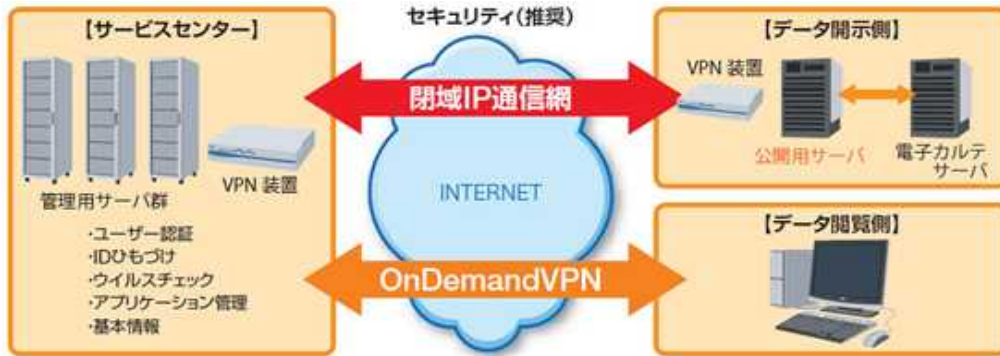 セキュリティ(推奨)
【サービスセンター】
VPN 装置
管理用サーバ群
・ユーザー認証
・IDひもづけ
・ウイルスチェック
・アプリケーション管理
・基本情報
閉域IP通信網
INTERNET
OnDemandVPN
【データ開示側】
VPN 装置
公開用サーバ
電子カルテ
サーバ
【データ閲覧側】